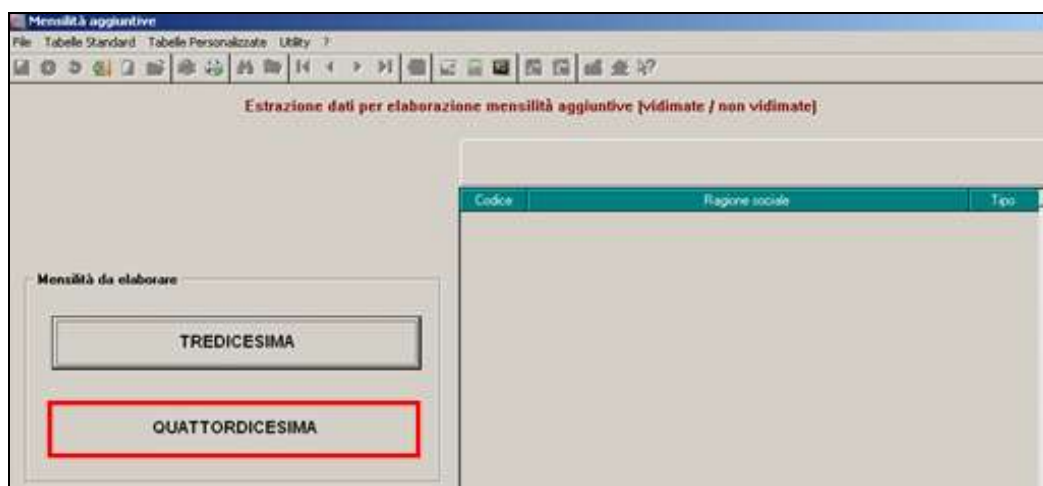 Mensilità aggiuntive
File Tabelle Standard Tabelle Personalizzate Utility ?
Estrazione dati per elaborazione mensilità aggiuntive (vidimate / non vidimate)
Codice Ragione sociale Tipo
Mensilità da elaborare
TREDICESIMA
QUATTORDICESIMA